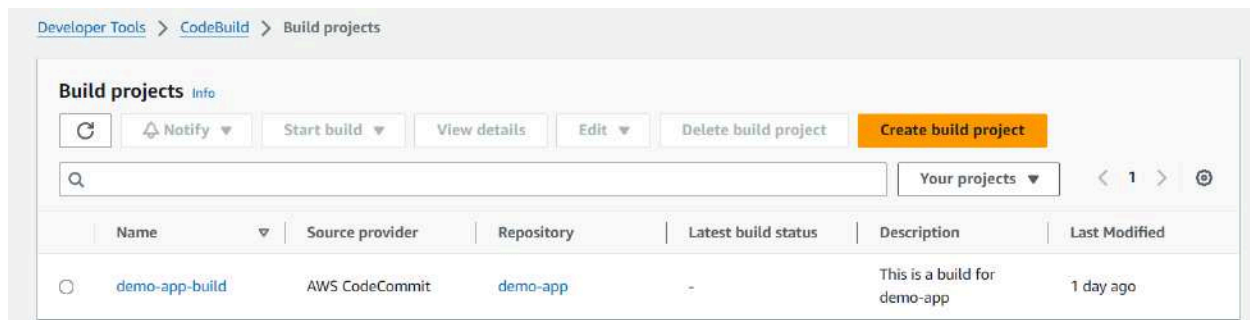 Developer Tools > CodeBuild > Build projects
Build projects Info
Notify Start build View details Edit Delete build project Create build project
Your projects < 1 >
Name Source provider Repository Latest build status Description Last Modified
demo-app-build AWS CodeCommit demo-app - This is a build for 1 day ago
demo-app